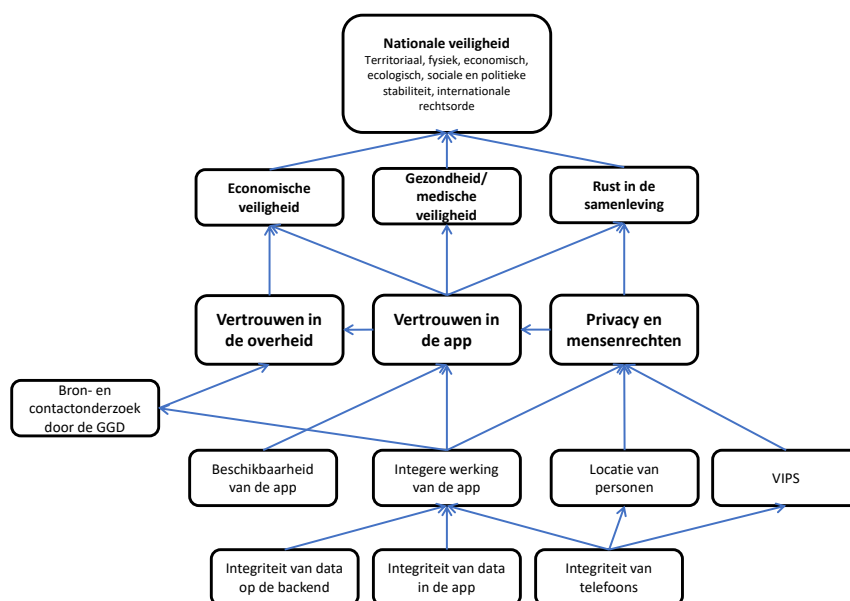 Nationale veiligheid
Territoriaal, fysiek, economisch,
ecologisch, sociale en politieke
stabiliteit, internationale
rechtsorde
Economische
veiligheid
Gezondheid/
medische
veiligheid
Rust in de
samenleving
Vertrouwen in
de overheid
Vertrouwen in
de app
Privacy en
mensenrechten
Bron- en
contactonderzoek
door de GGD
Beschikbaarheid
van de app
Integere werking
van de app
Locatie van
personen
VIPS
Integriteit van data
op de backend
Integriteit van data
in de app
Integriteit van
telefoons